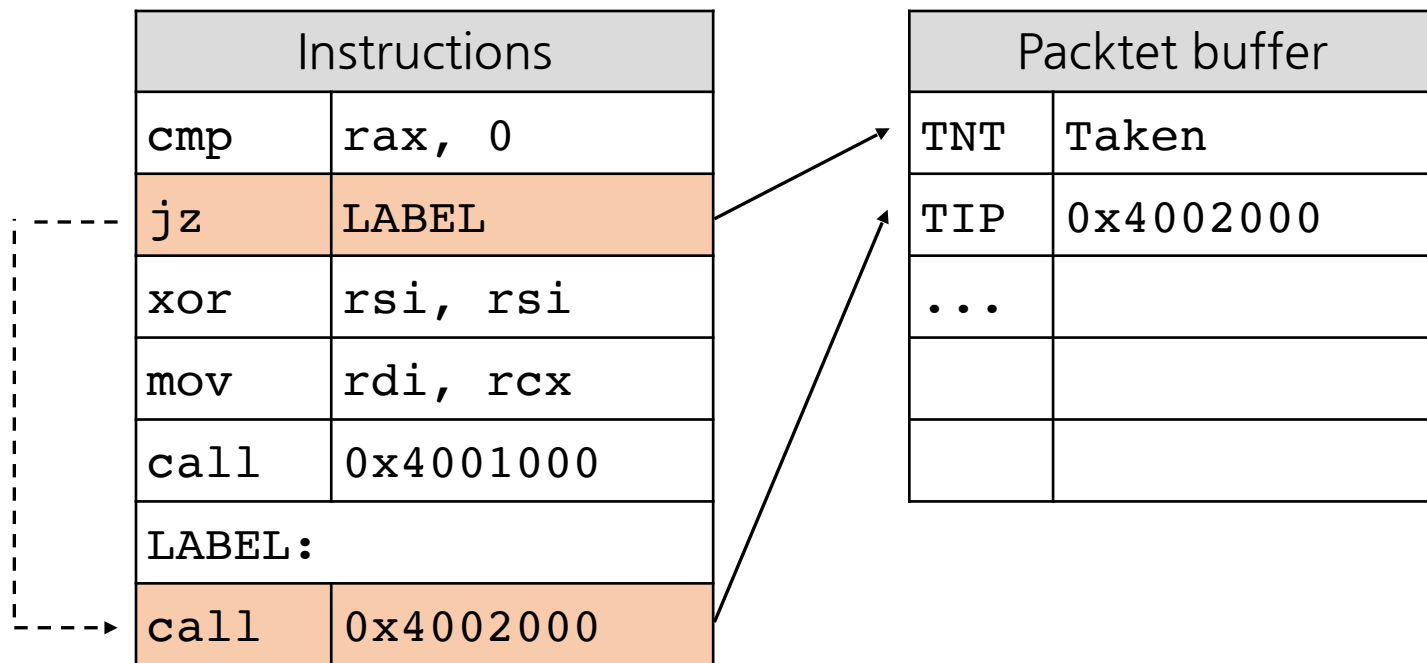 Instructions
cmp rax, 0
jz LABEL
xor rsi, rsi
mov rdi, rcx
call 0x4001000
LABEL:
call 0x4002000
Packtet buffer
TNT Taken
TIP 0x4002000
...